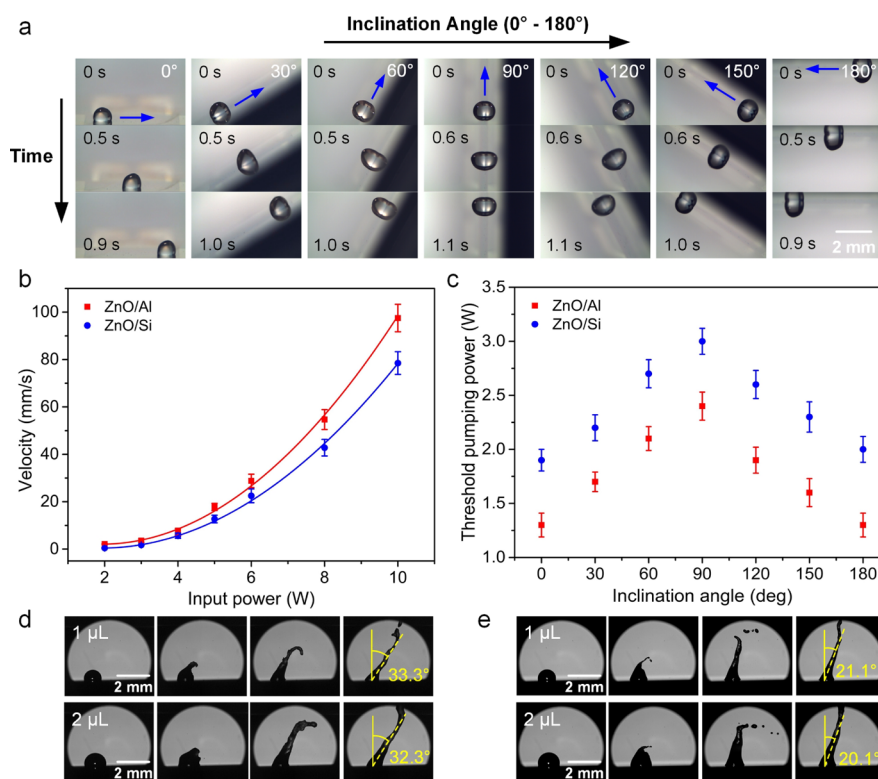 a
Inclination Angle (0° - 180°)
Time
0 s 0°
0 s 30°
0 s 60°
0 s 90°
0 s 120°
0 s 150°
0 s 180°
0.5 s
0.5 s
0.5 s
0.6 s
0.6 s
0.6 s
0.5 s
0.9 s
1.0 s
1.0 s
1.1 s
1.1 s
1.0 s
0.9 s
2 mm
b
ZnO/Al
ZnO/Si
Velocity (mm/s)
100
80
60
40
20
0
2 4 6 8 10
Input power (W)
c
ZnO/Al
ZnO/Si
Threshold pumping power (W)
3.5
3.0
2.5
2.0
1.5
1.0
0 30 60 90 120 150 180
Inclination angle (deg)
d
1 µL
2 mm
33.3°
2 µL
2 mm
32.3°
e
1 µL
2 mm
21.1°
2 µL
2 mm
20.1°